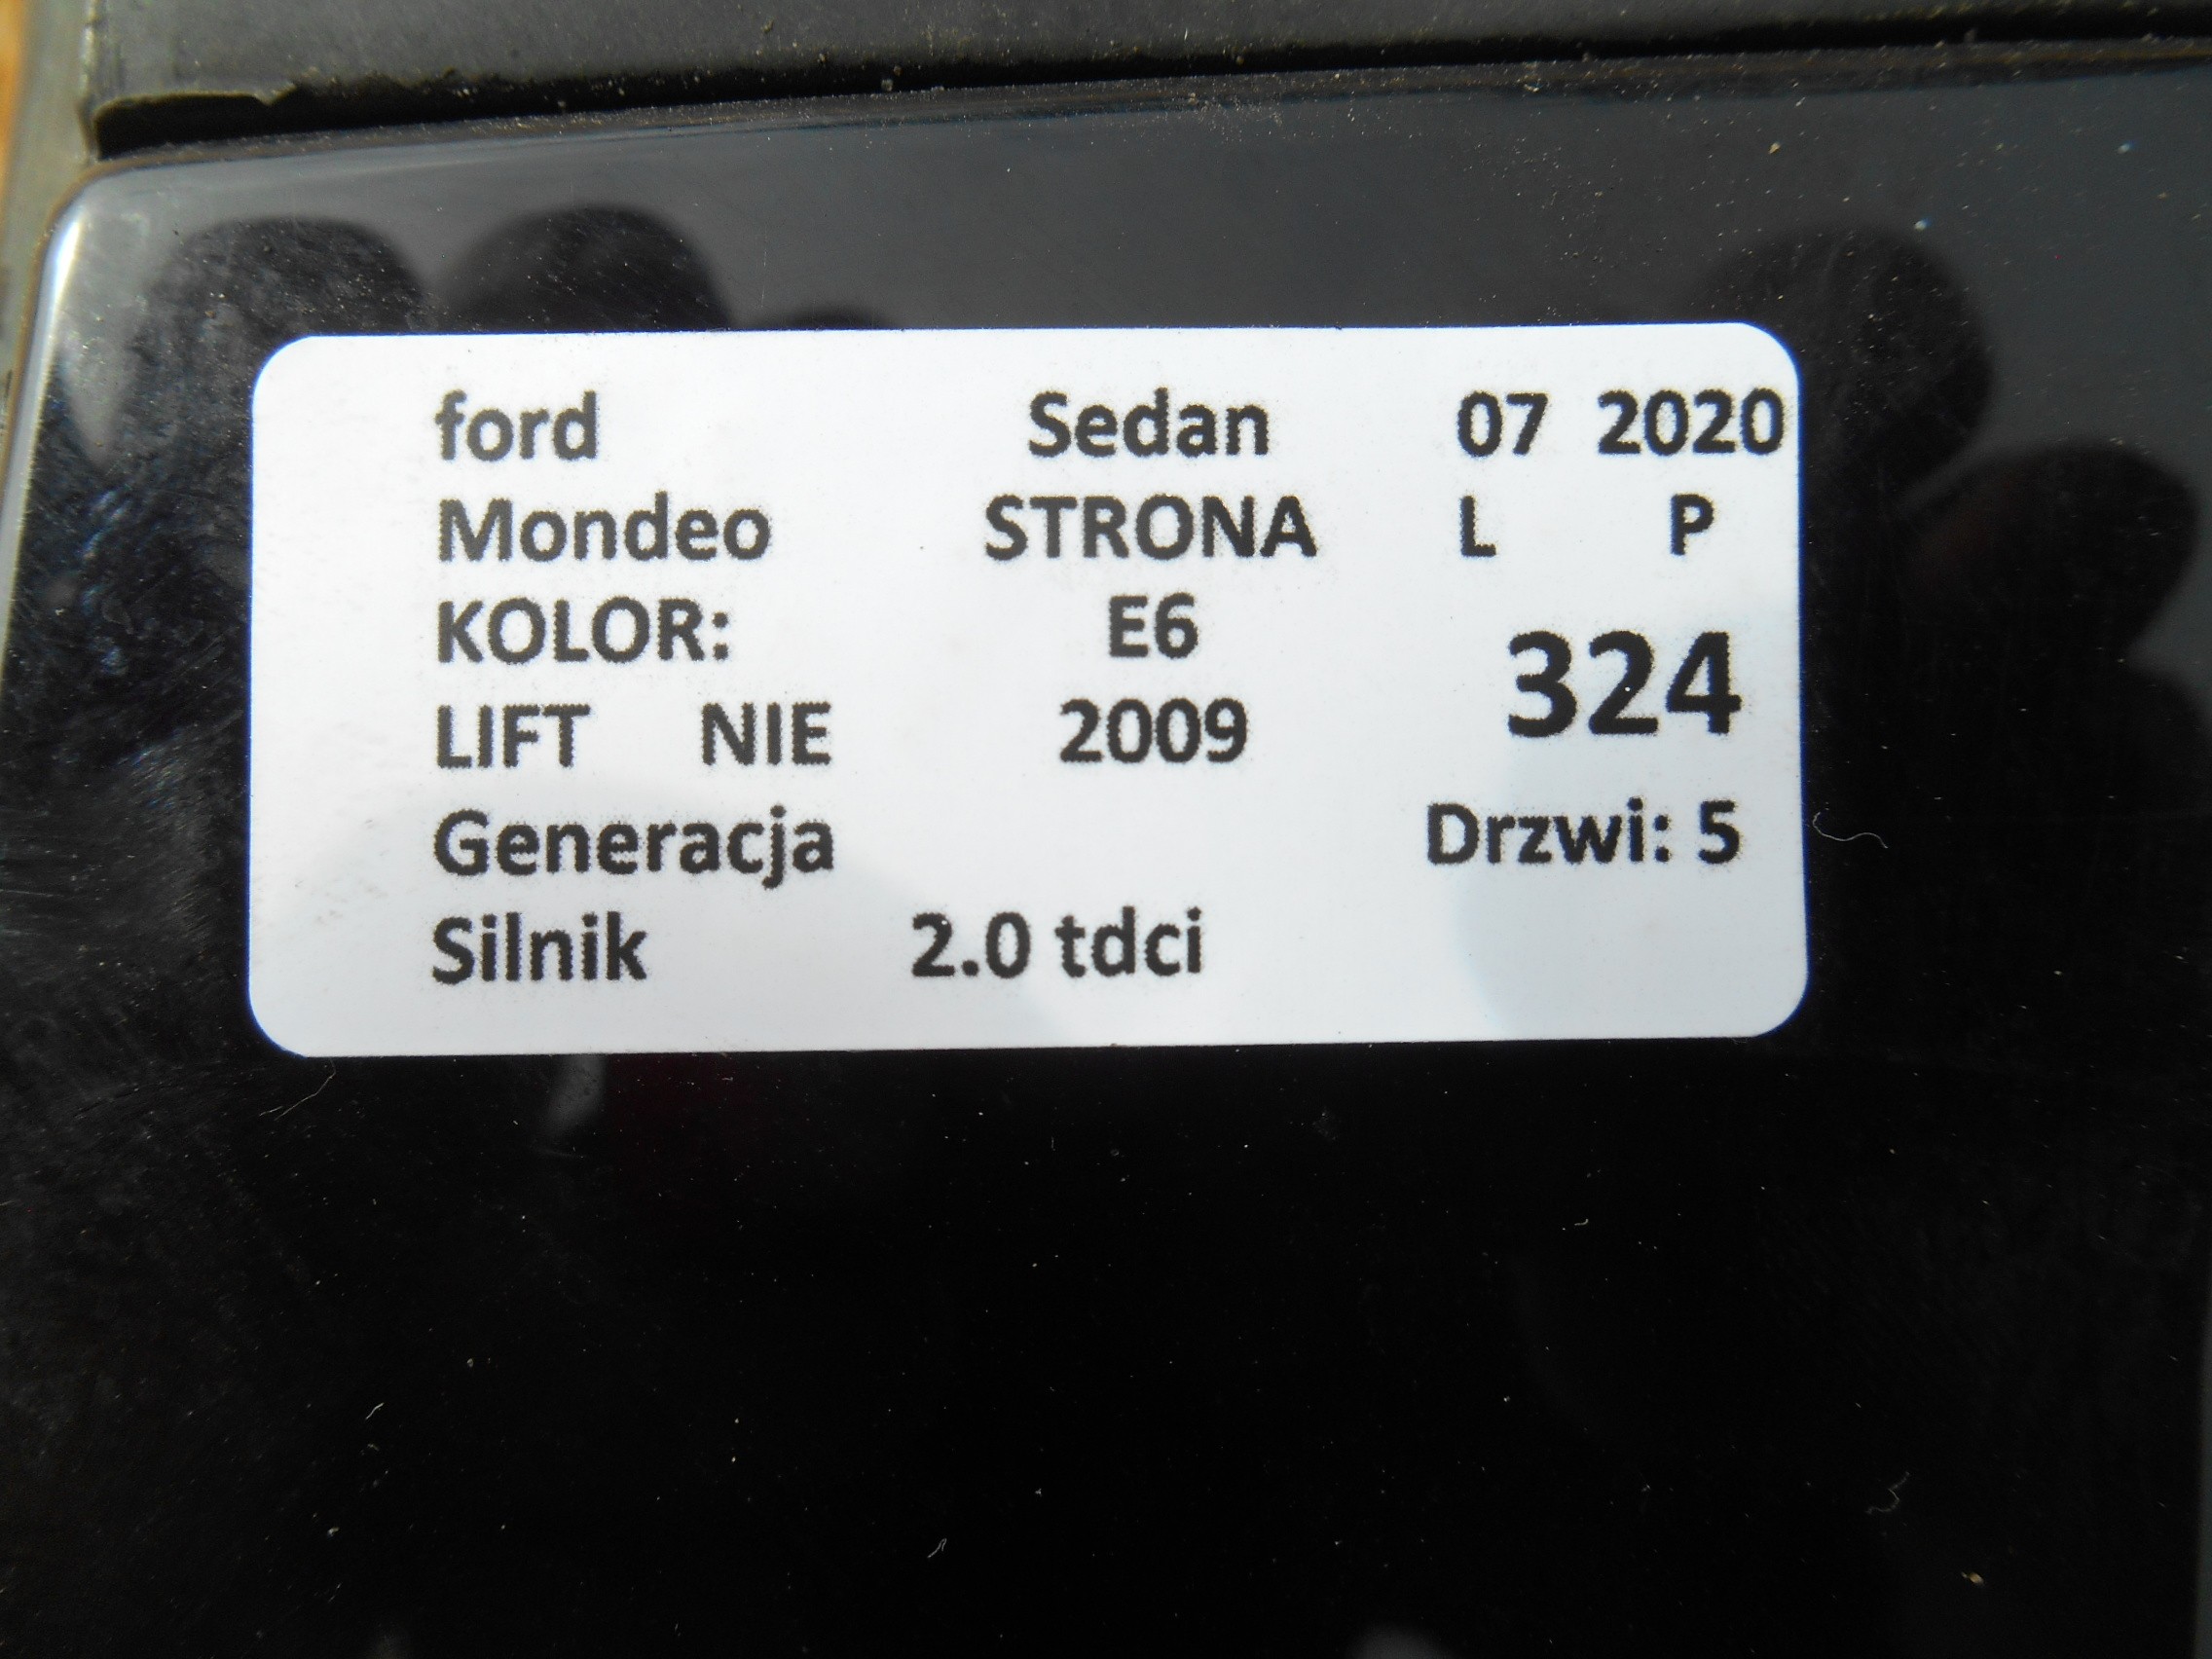 ford Sedan 07 2020
Mondeo STRONA L P
KOLOR: E6
324
LIFT NIE 2009
Generacja Drzwi: 5
Silnik 2.0 tdci